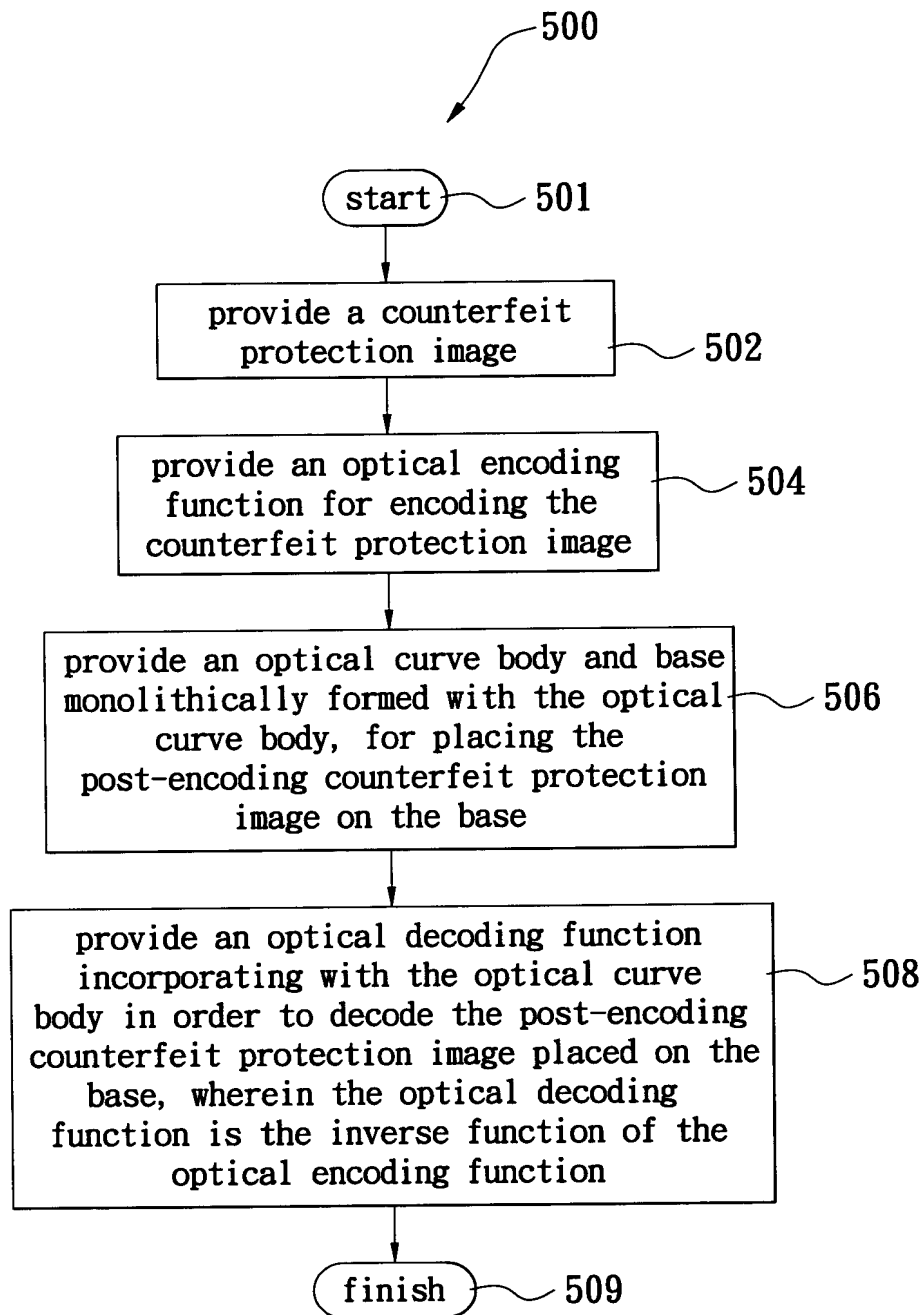 500
start
501
provide a counterfeit
protection image
502
provide an optical encoding
function for encoding the
counterfeit protection image
504
provide an optical curve body and base
monolithically formed with the optical
curve body, for placing the
post-encoding counterfeit protection
image on the base
506
provide an optical decoding function
incorporating with the optical curve
body in order to decode the post-encoding
counterfeit protection image placed on the
base, wherein the optical decoding
function is the inverse function of the
optical encoding function
508
finish
509